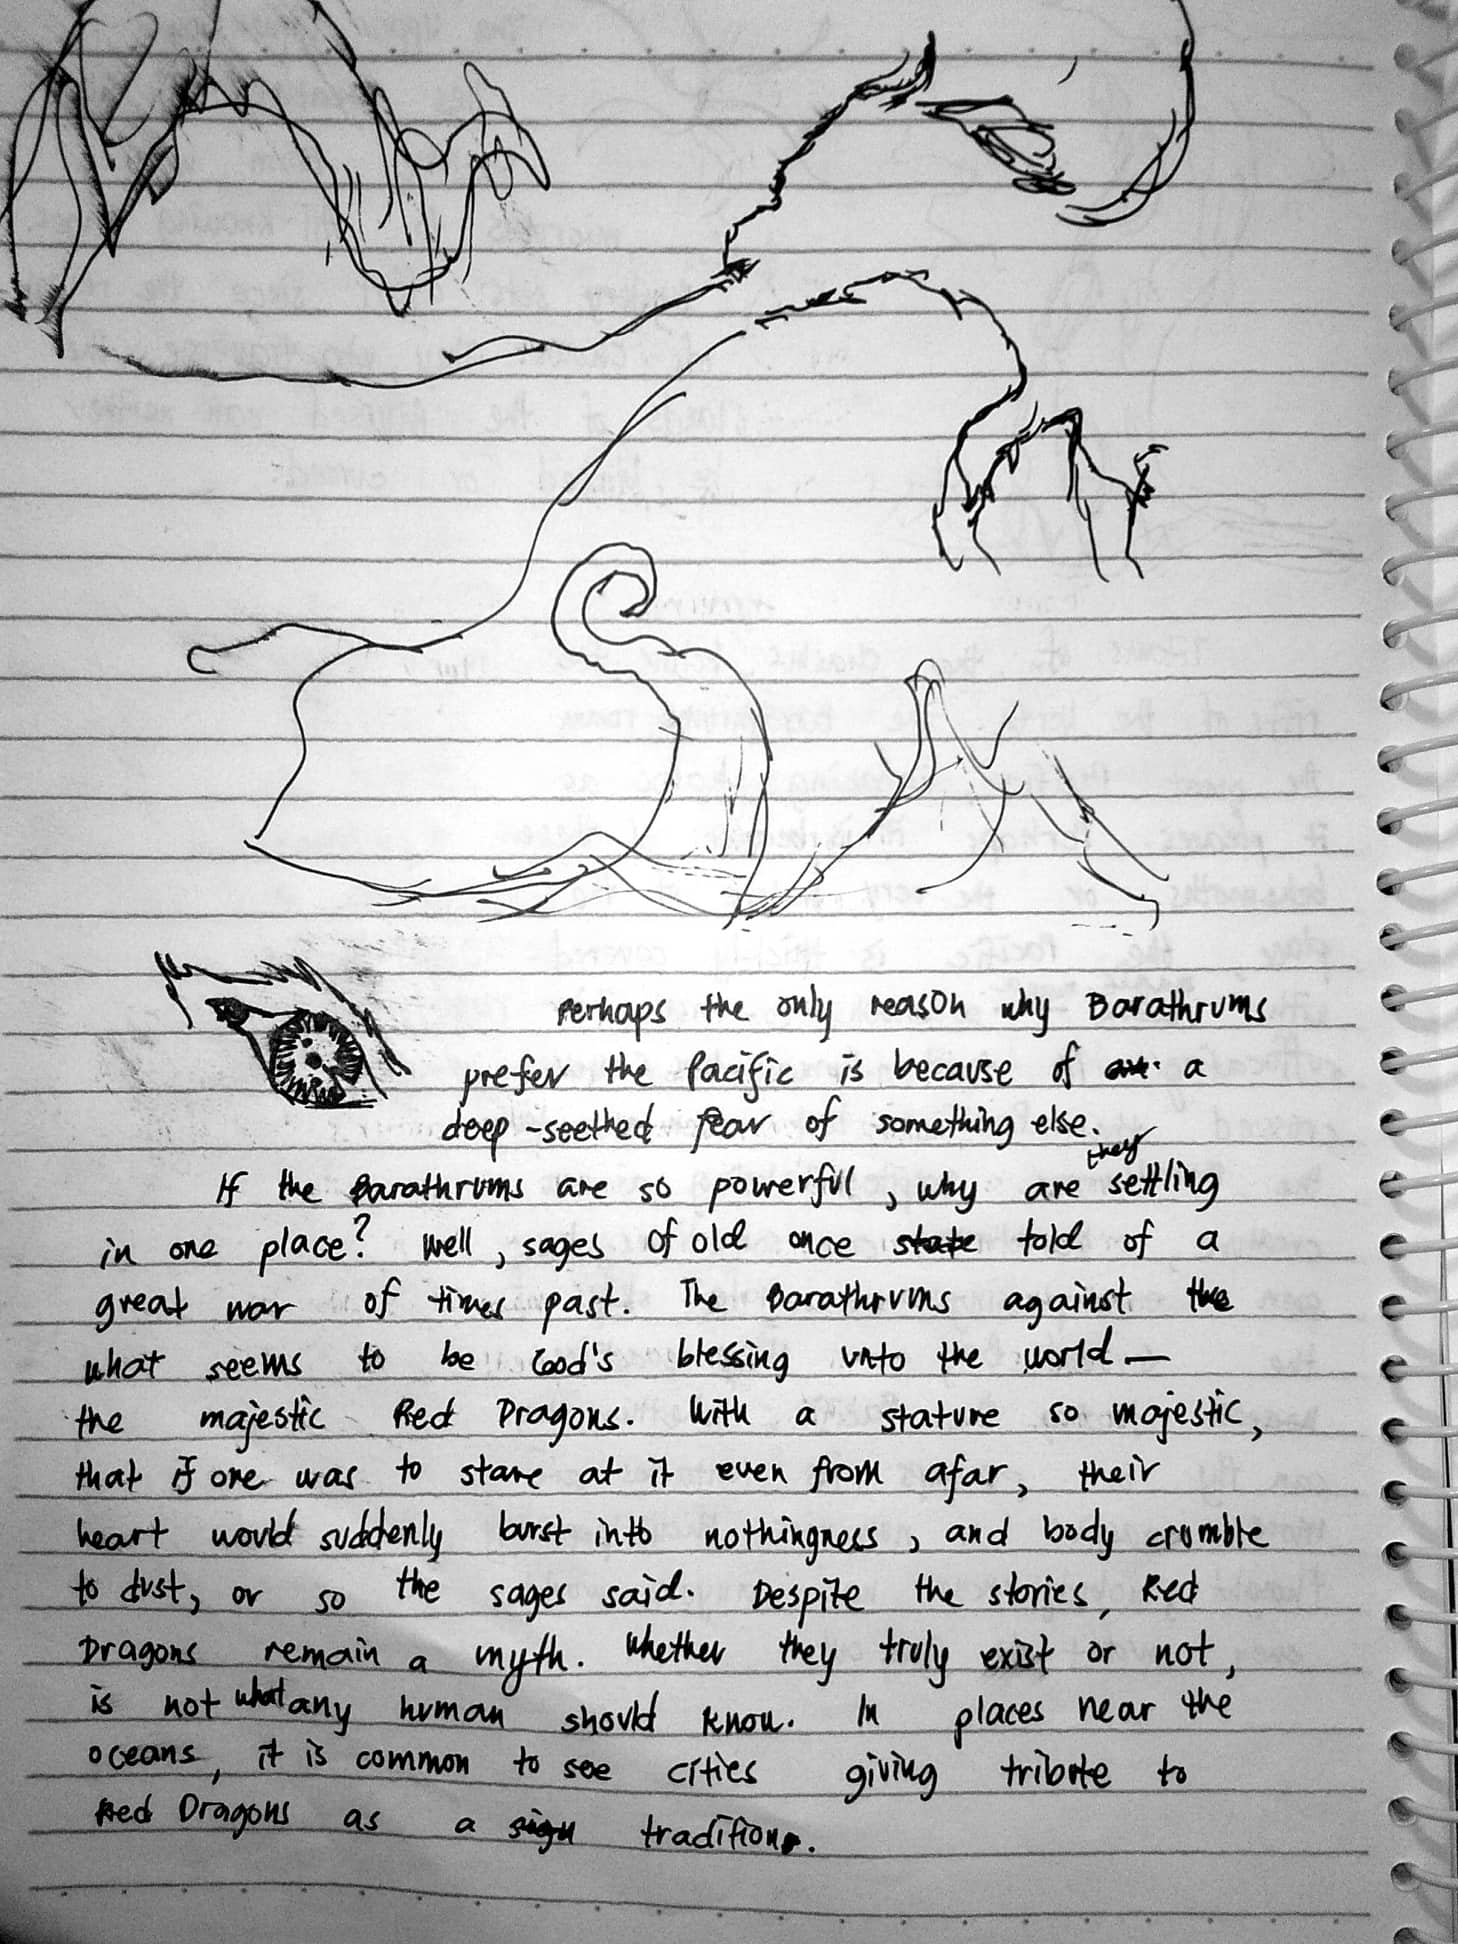 Perhaps the only reason why Barathrums
prefer the Pacific is because of a
deep-seethed fear of something else.
If the Barathrums are so powerful, why are they settling
in one place? Well, sages of old once state told of a
great war of times past. The Barathrums against the
what seems to be God's blessing unto the world —
the majestic Red Dragons. With a stature so majestic,
that if one was to stare at it even from afar, their
heart would suddenly burst into nothingness, and body crumble
to dust, or so the sages said. Despite the stories, Red
Dragons remain a myth. Whether they truly exist or not,
is not what any human should know. In places near the
oceans, it is common to see cities giving tribute to
Red Dragons as a sign tradition.